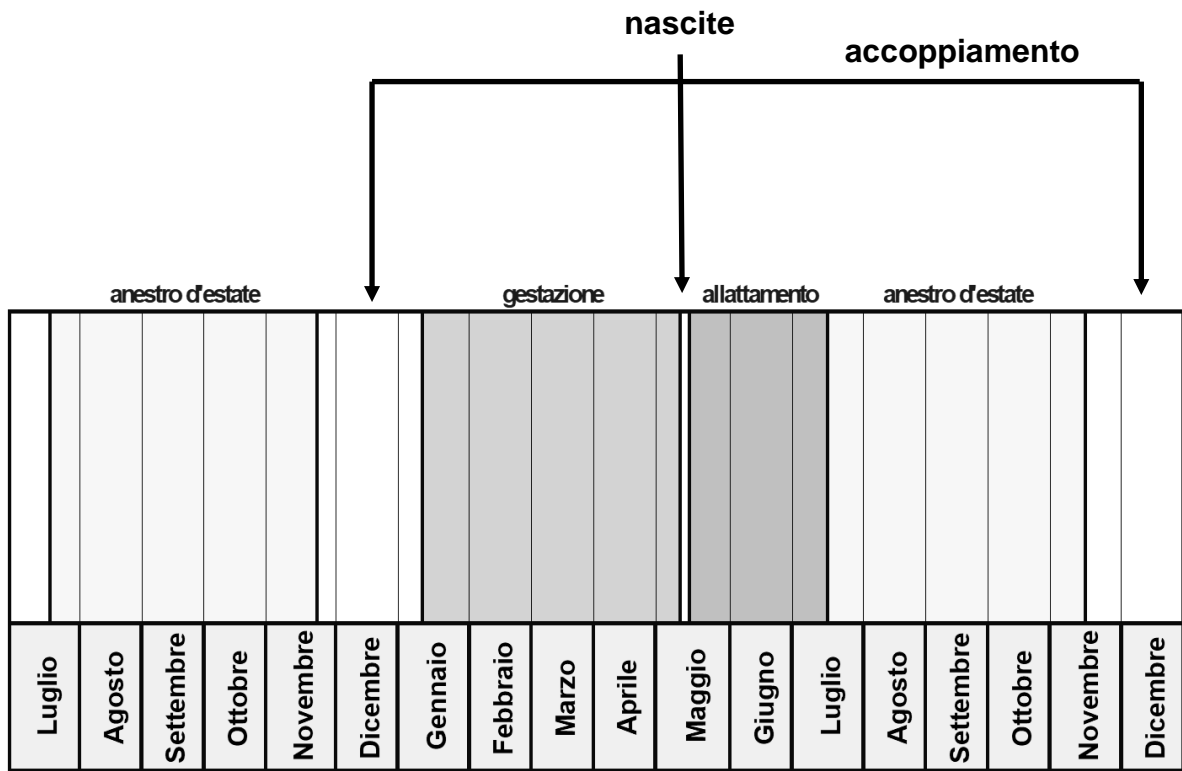 nascite
accoppiamento
anestro d'estate
gestazione
allattamento
anestro d'estate
Luglio
Agosto
Settembre
Ottobre
Novembre
Dicembre
Gennaio
Febbraio
Marzo
Aprile
Maggio
Giugno
Luglio
Agosto
Settembre
Ottobre
Novembre
Dicembre